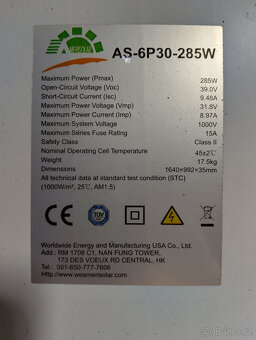 AMERISOLAR
AS-6P30-285W
Maximum Power (Pmax) 285W
Open-Circuit Voltage (Voc) 39.0V
Short-Circuit Current (Isc) 9.48A
Maximum Power Voltage (Vmp) 31.8V
Maximum Power Current (Imp) 8.97A
Maximum System Voltage 1000V
Maximum Series Fuse Rating 15A
Safety Class Class II
Nominal Operating Cell Temperature 45±2℃
Weight 17.5kg
Dimensions 1640×992×35mm
All technical data at standard test condition (STC)
(1000W/m², 25℃, AM1.5)
CE
Worldwide Energy and Manufacturing USA Co., Ltd
Address: RM 1708 C1, NAN FUNG TOWER,
173 DES VOEUX RD CENTRAL, HK
Tel: 001-650-777-7606
Http://www.weamerisolar.com